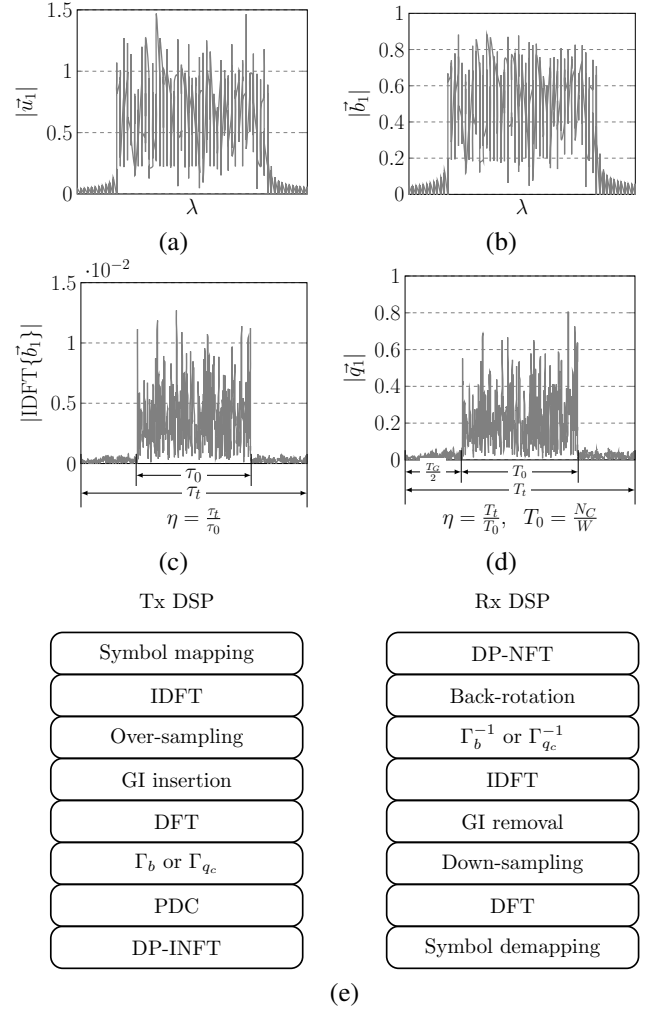 1.5
1
0.5
0
|u⃗₁|
λ
(a)
1
0.8
0.6
0.4
0.2
0
|b⃗₁|
λ
(b)
1.5 ·10⁻²
1
0.5
0
|IDFT{b⃗₁}|
τ₀
τₜ
η = τₜ/τ₀
(c)
1
0.8
0.6
0.4
0.2
0
|q⃗₁|
T_G/2
T₀
Tₜ
η = Tₜ/T₀, T₀ = N_C/W
(d)
Tx DSP
Symbol mapping
IDFT
Over-sampling
GI insertion
DFT
Γ_b or Γ_{q_c}
PDC
DP-INFT
Rx DSP
DP-NFT
Back-rotation
Γ_b⁻¹ or Γ_{q_c}⁻¹
IDFT
GI removal
Down-sampling
DFT
Symbol demapping
(e)